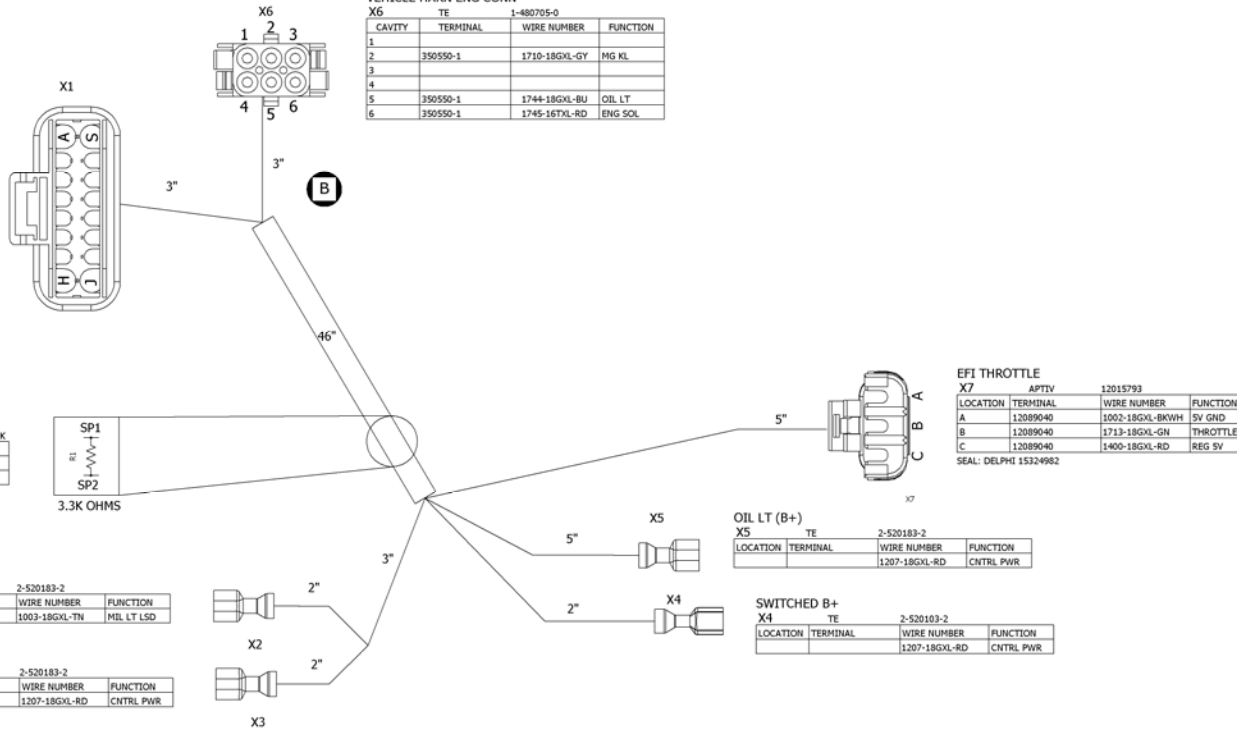 X6
VEHICLE HARN ENG CONN
X6 TE 1-480705-0
CAVITY TERMINAL WIRE NUMBER FUNCTION
1
2 350550-1 1710-18GXL-GY MG KL
3
4
5 350550-1 1744-18GXL-BU OIL LT
6 350550-1 1745-16TXL-RD ENG SOL
1 2 3
4 5 6
X1
A S
H J
3"
3"
B
46"
K
SP1
R1
SP2
3.3K OHMS
5"
A
B
C
X7
EFI THROTTLE
X7 APTIV 12015793
LOCATION TERMINAL WIRE NUMBER FUNCTION
A 12089040 1002-18GXL-BKWH 5V GND
B 12089040 1713-18GXL-GN THROTTLE
C 12089040 1400-18GXL-RD REG 5V
SEAL: DELPHI 15324982
5"
X5
OIL LT (B+)
X5 TE 2-520183-2
LOCATION TERMINAL WIRE NUMBER FUNCTION
1207-18GXL-RD CNTRL PWR
3"
2"
X4
SWITCHED B+
X4 TE 2-520103-2
LOCATION TERMINAL WIRE NUMBER FUNCTION
1207-18GXL-RD CNTRL PWR
2-520183-2
WIRE NUMBER FUNCTION
1003-18GXL-TN MIL LT LSD
2"
X2
2-520183-2
WIRE NUMBER FUNCTION
1207-18GXL-RD CNTRL PWR
2"
X3